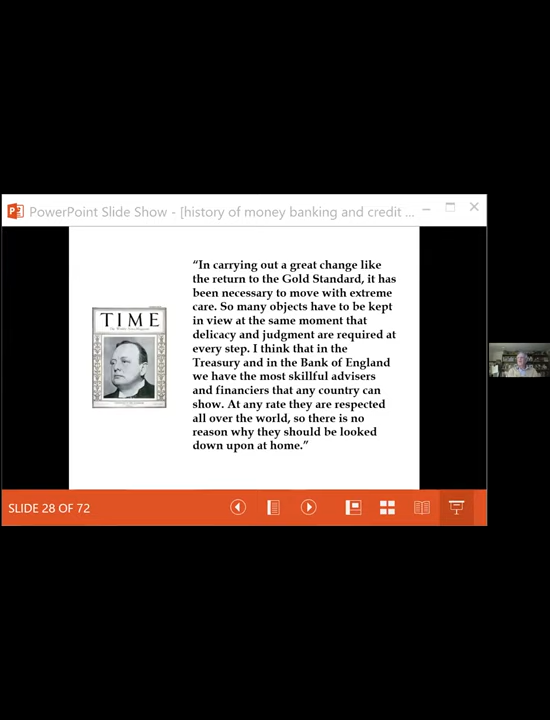 PowerPoint Slide Show - [history of money banking and credit ...
TIME
"In carrying out a great change like
the return to the Gold Standard, it has
been necessary to move with extreme
care. So many objects have to be kept
in view at the same moment that
delicacy and judgment are required at
every step. I think that in the
Treasury and in the Bank of England
we have the most skillful advisers
and financiers that any country can
show. At any rate they are respected
all over the world, so there is no
reason why they should be looked
down upon at home."
SLIDE 28 OF 72